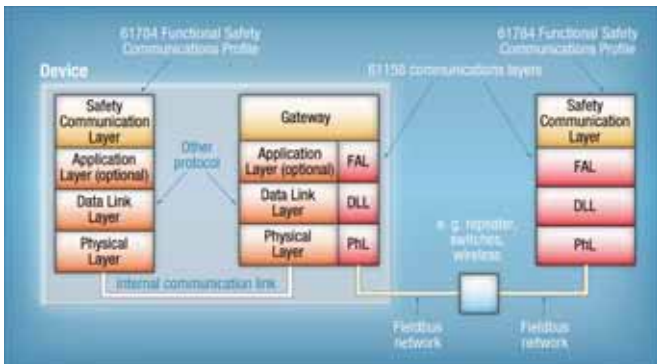 61784 Functional Safety
Communications Profile
61784 Functional Safety
Communications Profile
Device
61158 communications layers
Safety
Communication
Layer
Application
Layer (optional)
Data Link
Layer
Physical
Layer
Other
protocol
Gateway
Application
Layer (optional)
FAL
Data Link
Layer
DLL
Physical
Layer
PhL
Internal communication link
e. g. repeater,
switches,
wireless
Safety
Communication
Layer
FAL
DLL
PhL
Fieldbus
network
Fieldbus
network